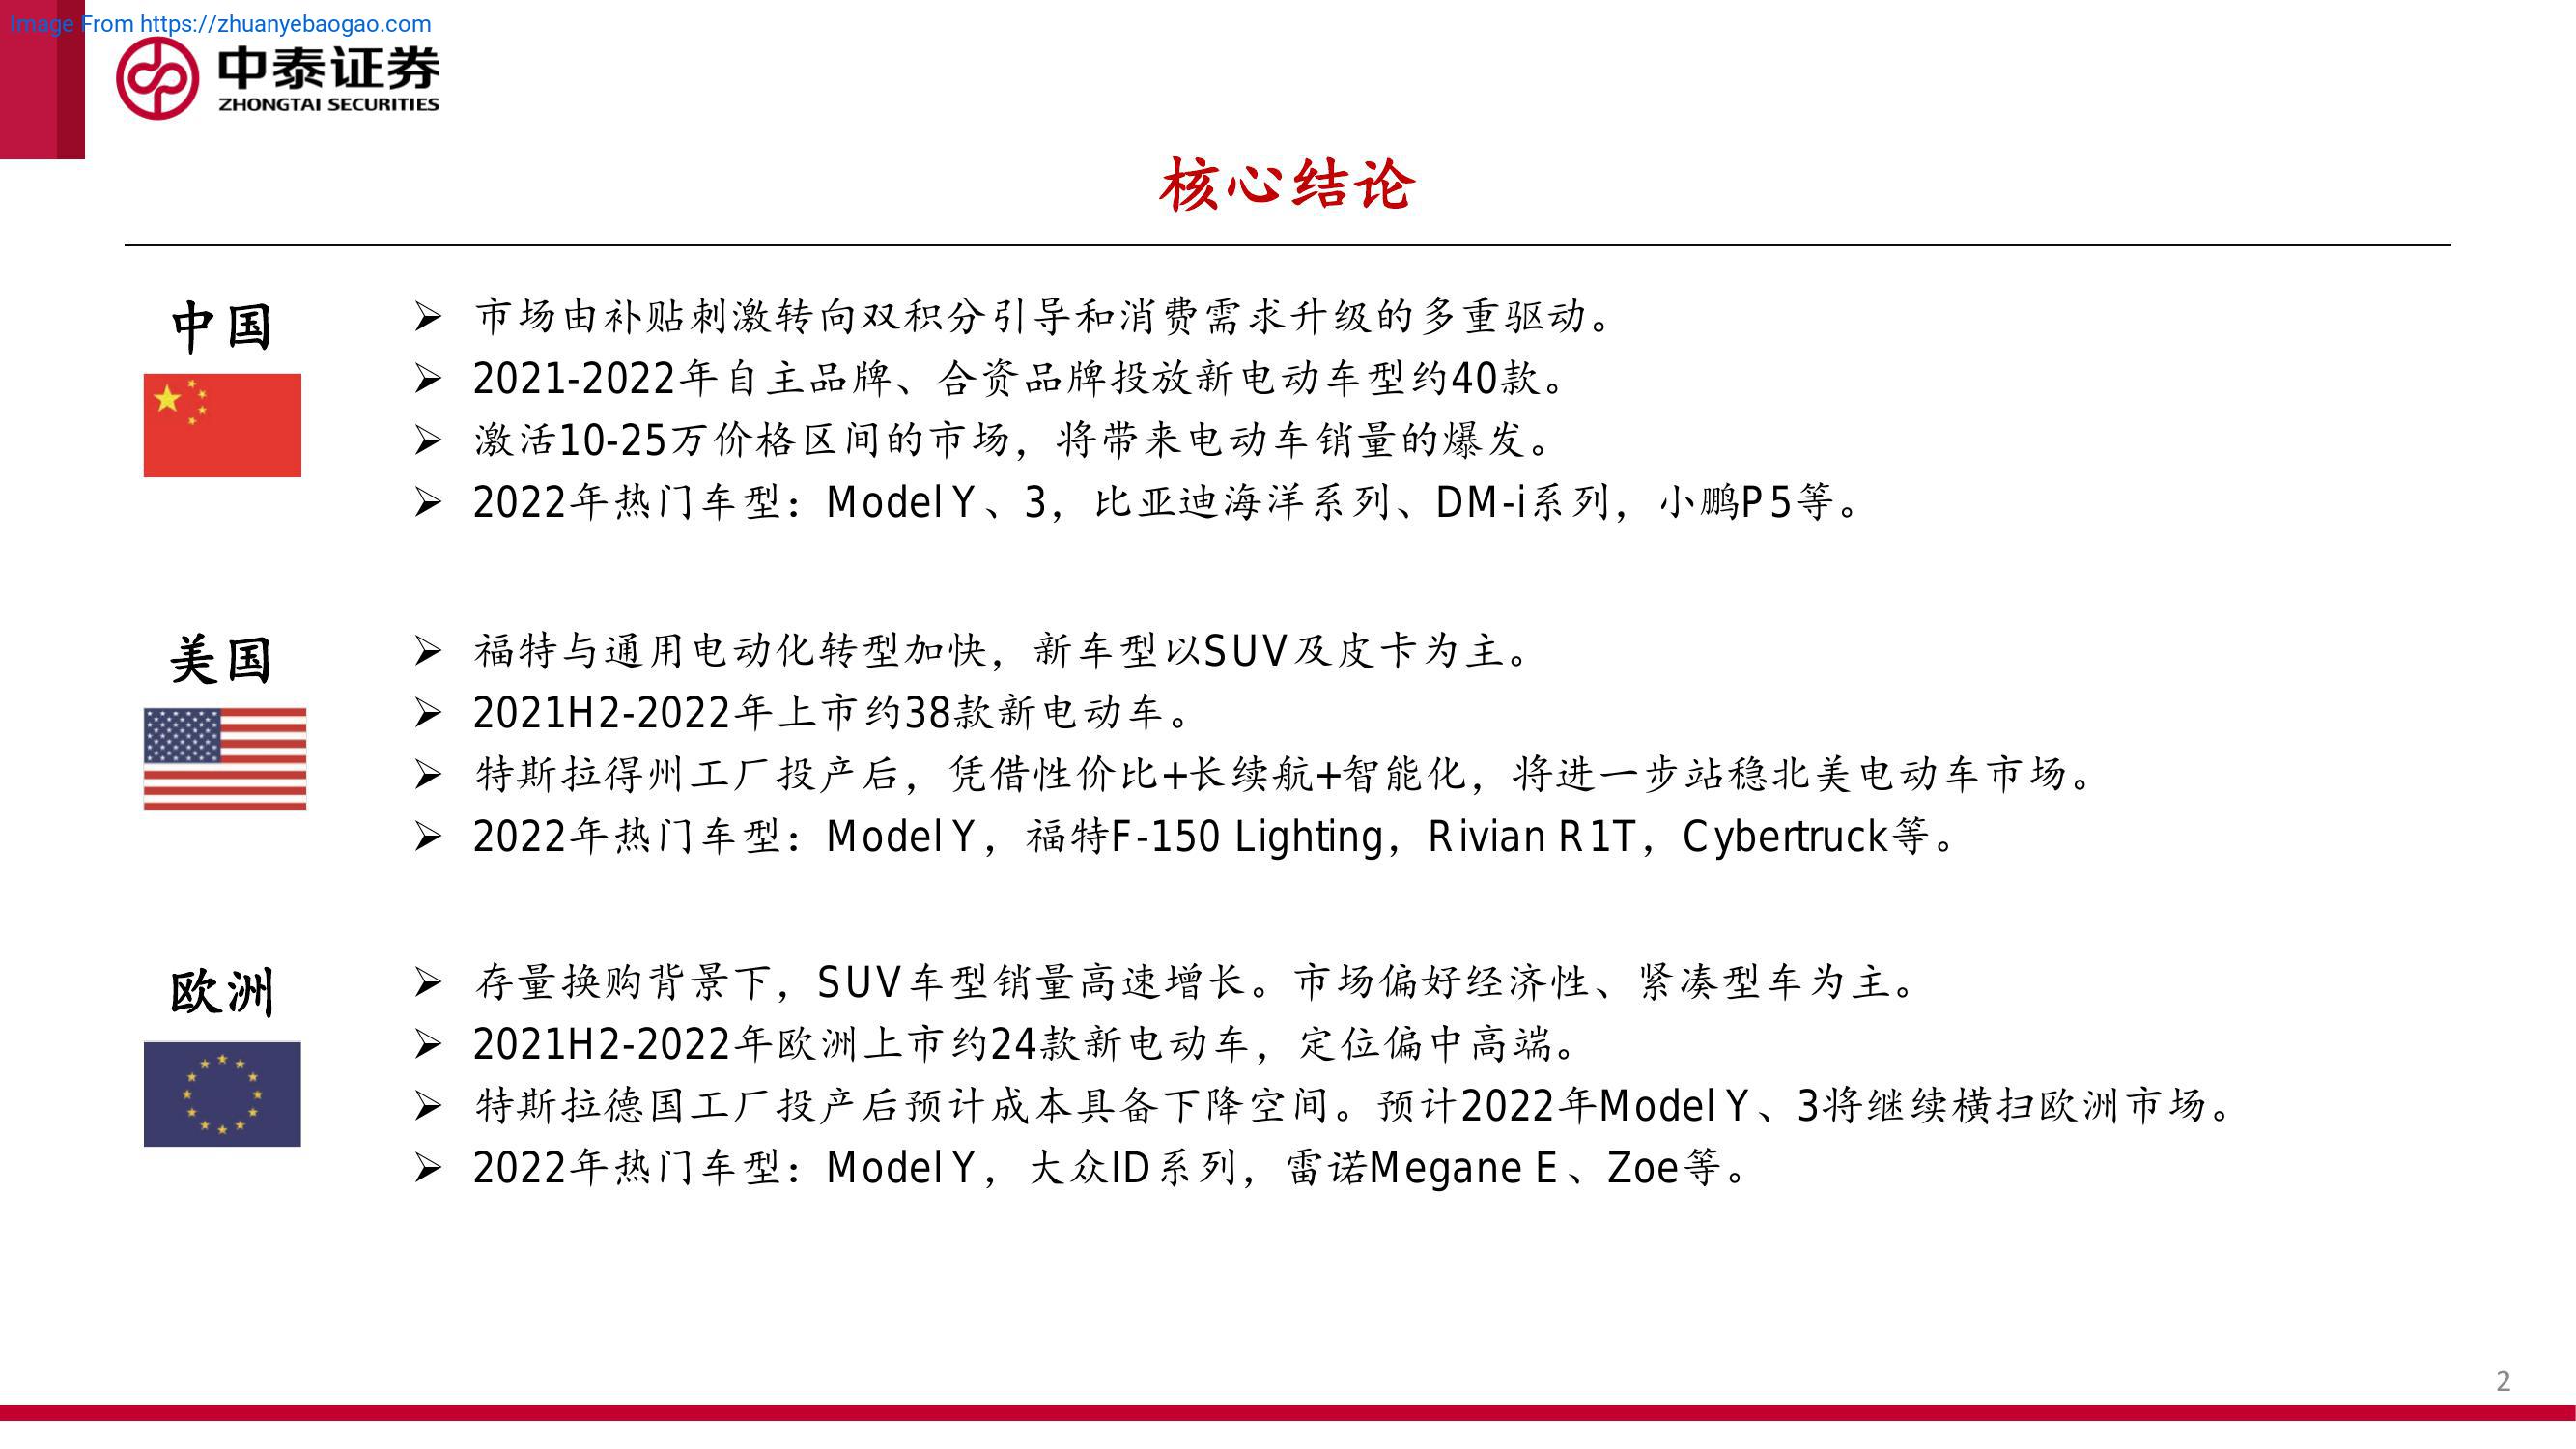 Image From https://zhuanyebaogao.com
中泰证券
ZHONGTAI SECURITIES
核心结论
中国
市场由补贴刺激转向双积分引导和消费需求升级的多重驱动。
2021-2022年自主品牌、合资品牌投放新电动车型约40款。
激活10-25万价格区间的市场，将带来电动车销量的爆发。
2022年热门车型：Model Y、3，比亚迪海洋系列、DM-i系列，小鹏P5等。
美国
福特与通用电动化转型加快，新车型以SUV及皮卡为主。
2021H2-2022年上市约38款新电动车。
特斯拉得州工厂投产后，凭借性价比+长续航+智能化，将进一步站稳北美电动车市场。
2022年热门车型：Model Y，福特F-150 Lighting，Rivian R1T，Cybertruck等。
欧洲
存量换购背景下，SUV车型销量高速增长。市场偏好经济性、紧凑型车为主。
2021H2-2022年欧洲上市约24款新电动车，定位偏中高端。
特斯拉德国工厂投产后预计成本具备下降空间。预计2022年Model Y、3将继续横扫欧洲市场。
2022年热门车型：Model Y，大众ID系列，雷诺Megane E、Zoe等。
2